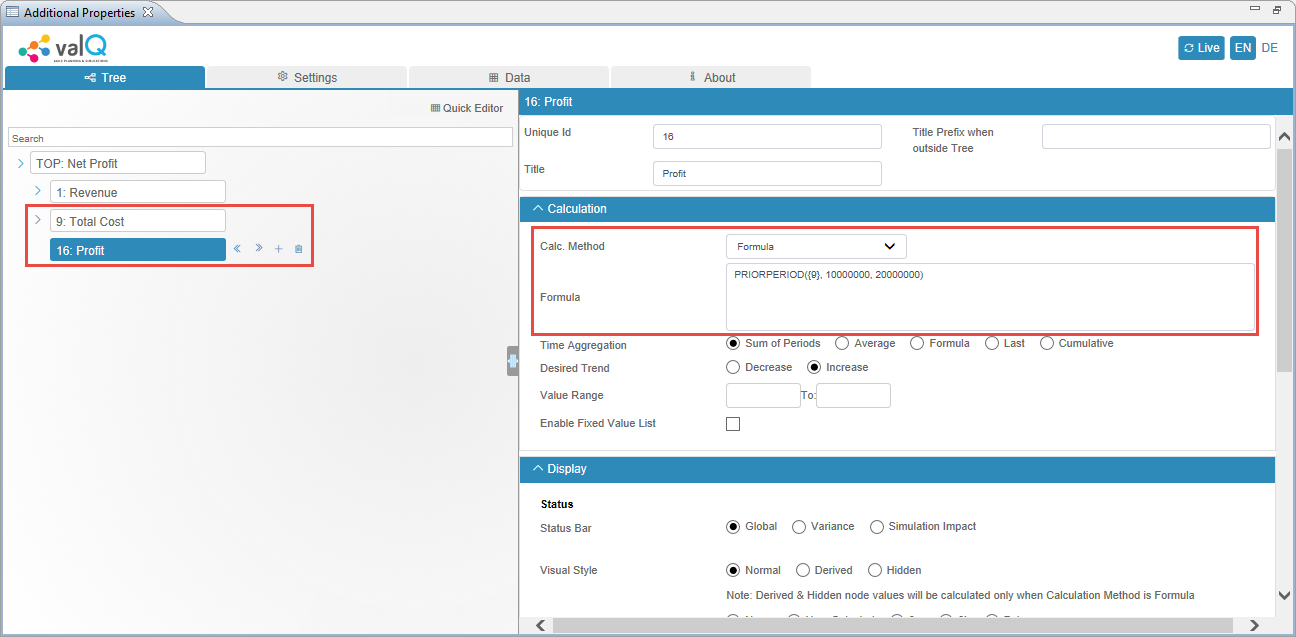 Additional Properties
valQ
AGILE PLANNING & SIMULATIONS
Live EN DE
Tree Settings Data About
Quick Editor
Search
TOP: Net Profit
1: Revenue
9: Total Cost
16: Profit
16: Profit
Unique Id 16 Title Prefix when outside Tree
Title Profit
Calculation
Calc. Method Formula
Formula PRIORPERIOD({9}, 10000000, 20000000)
Time Aggregation Sum of Periods Average Formula Last Cumulative
Desired Trend Decrease Increase
Value Range To:
Enable Fixed Value List
Display
Status
Status Bar Global Variance Simulation Impact
Visual Style Normal Derived Hidden
Note: Derived & Hidden node values will be calculated only when Calculation Method is Formula